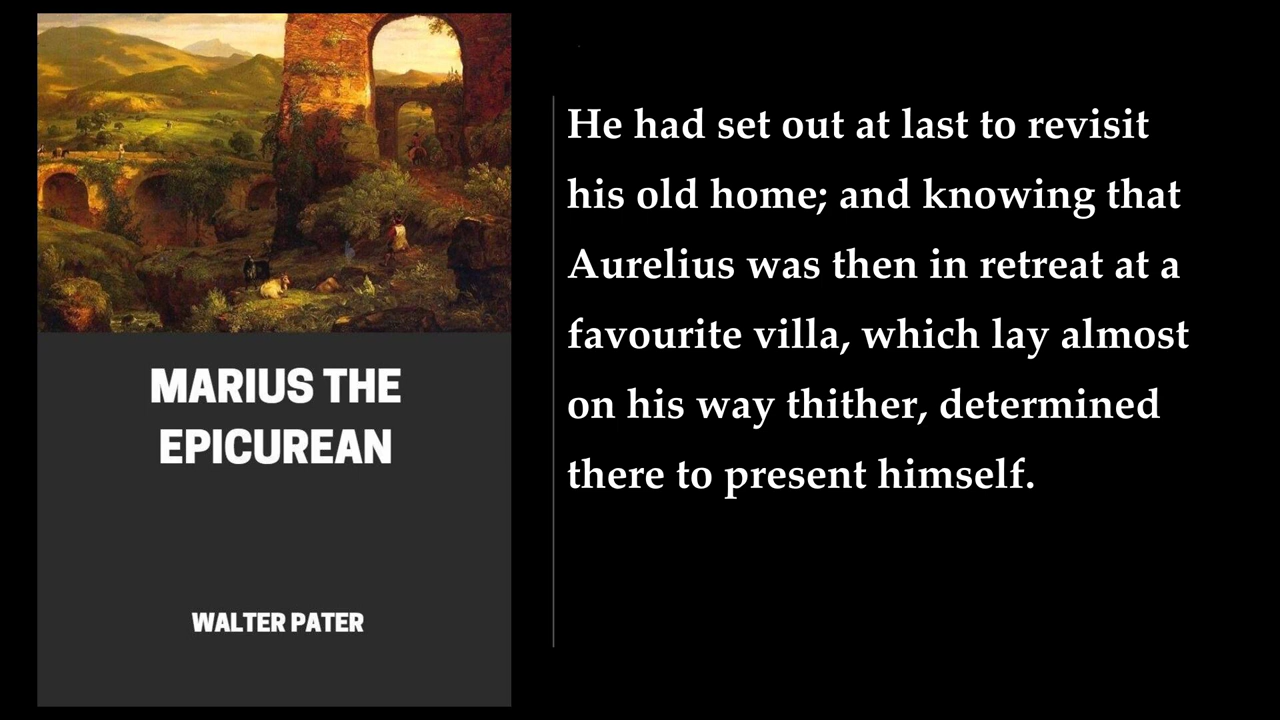 MARIUS THE
EPICUREAN
WALTER PATER
He had set out at last to revisit
his old home; and knowing that
Aurelius was then in retreat at a
favourite villa, which lay almost
on his way thither, determined
there to present himself.